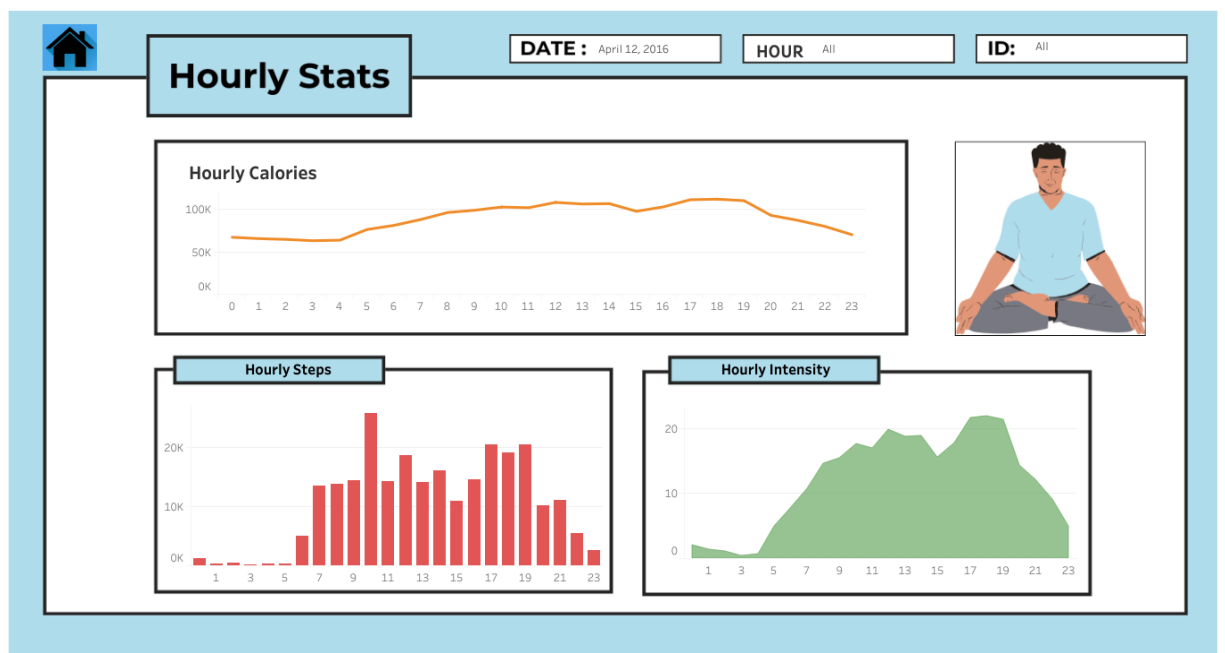 DATE : April 12, 2016
HOUR All
ID: All
Hourly Stats
Hourly Calories
100K
50K
0K
0 1 2 3 4 5 6 7 8 9 10 11 12 13 14 15 16 17 18 19 20 21 22 23
Hourly Steps
20K
10K
0K
1 3 5 7 9 11 13 15 17 19 21 23
Hourly Intensity
20
10
0
1 3 5 7 9 11 13 15 17 19 21 23